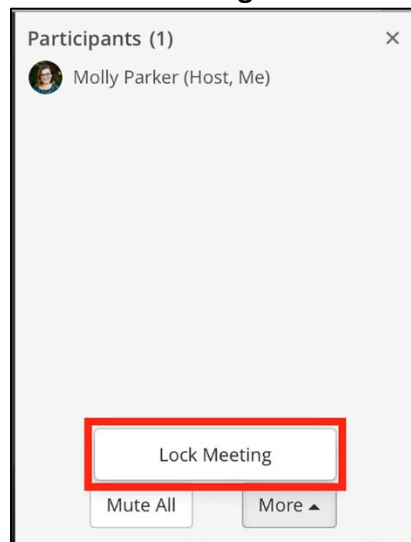 Participants (1) ×
Molly Parker (Host, Me)
Lock Meeting
Mute All
More ▴